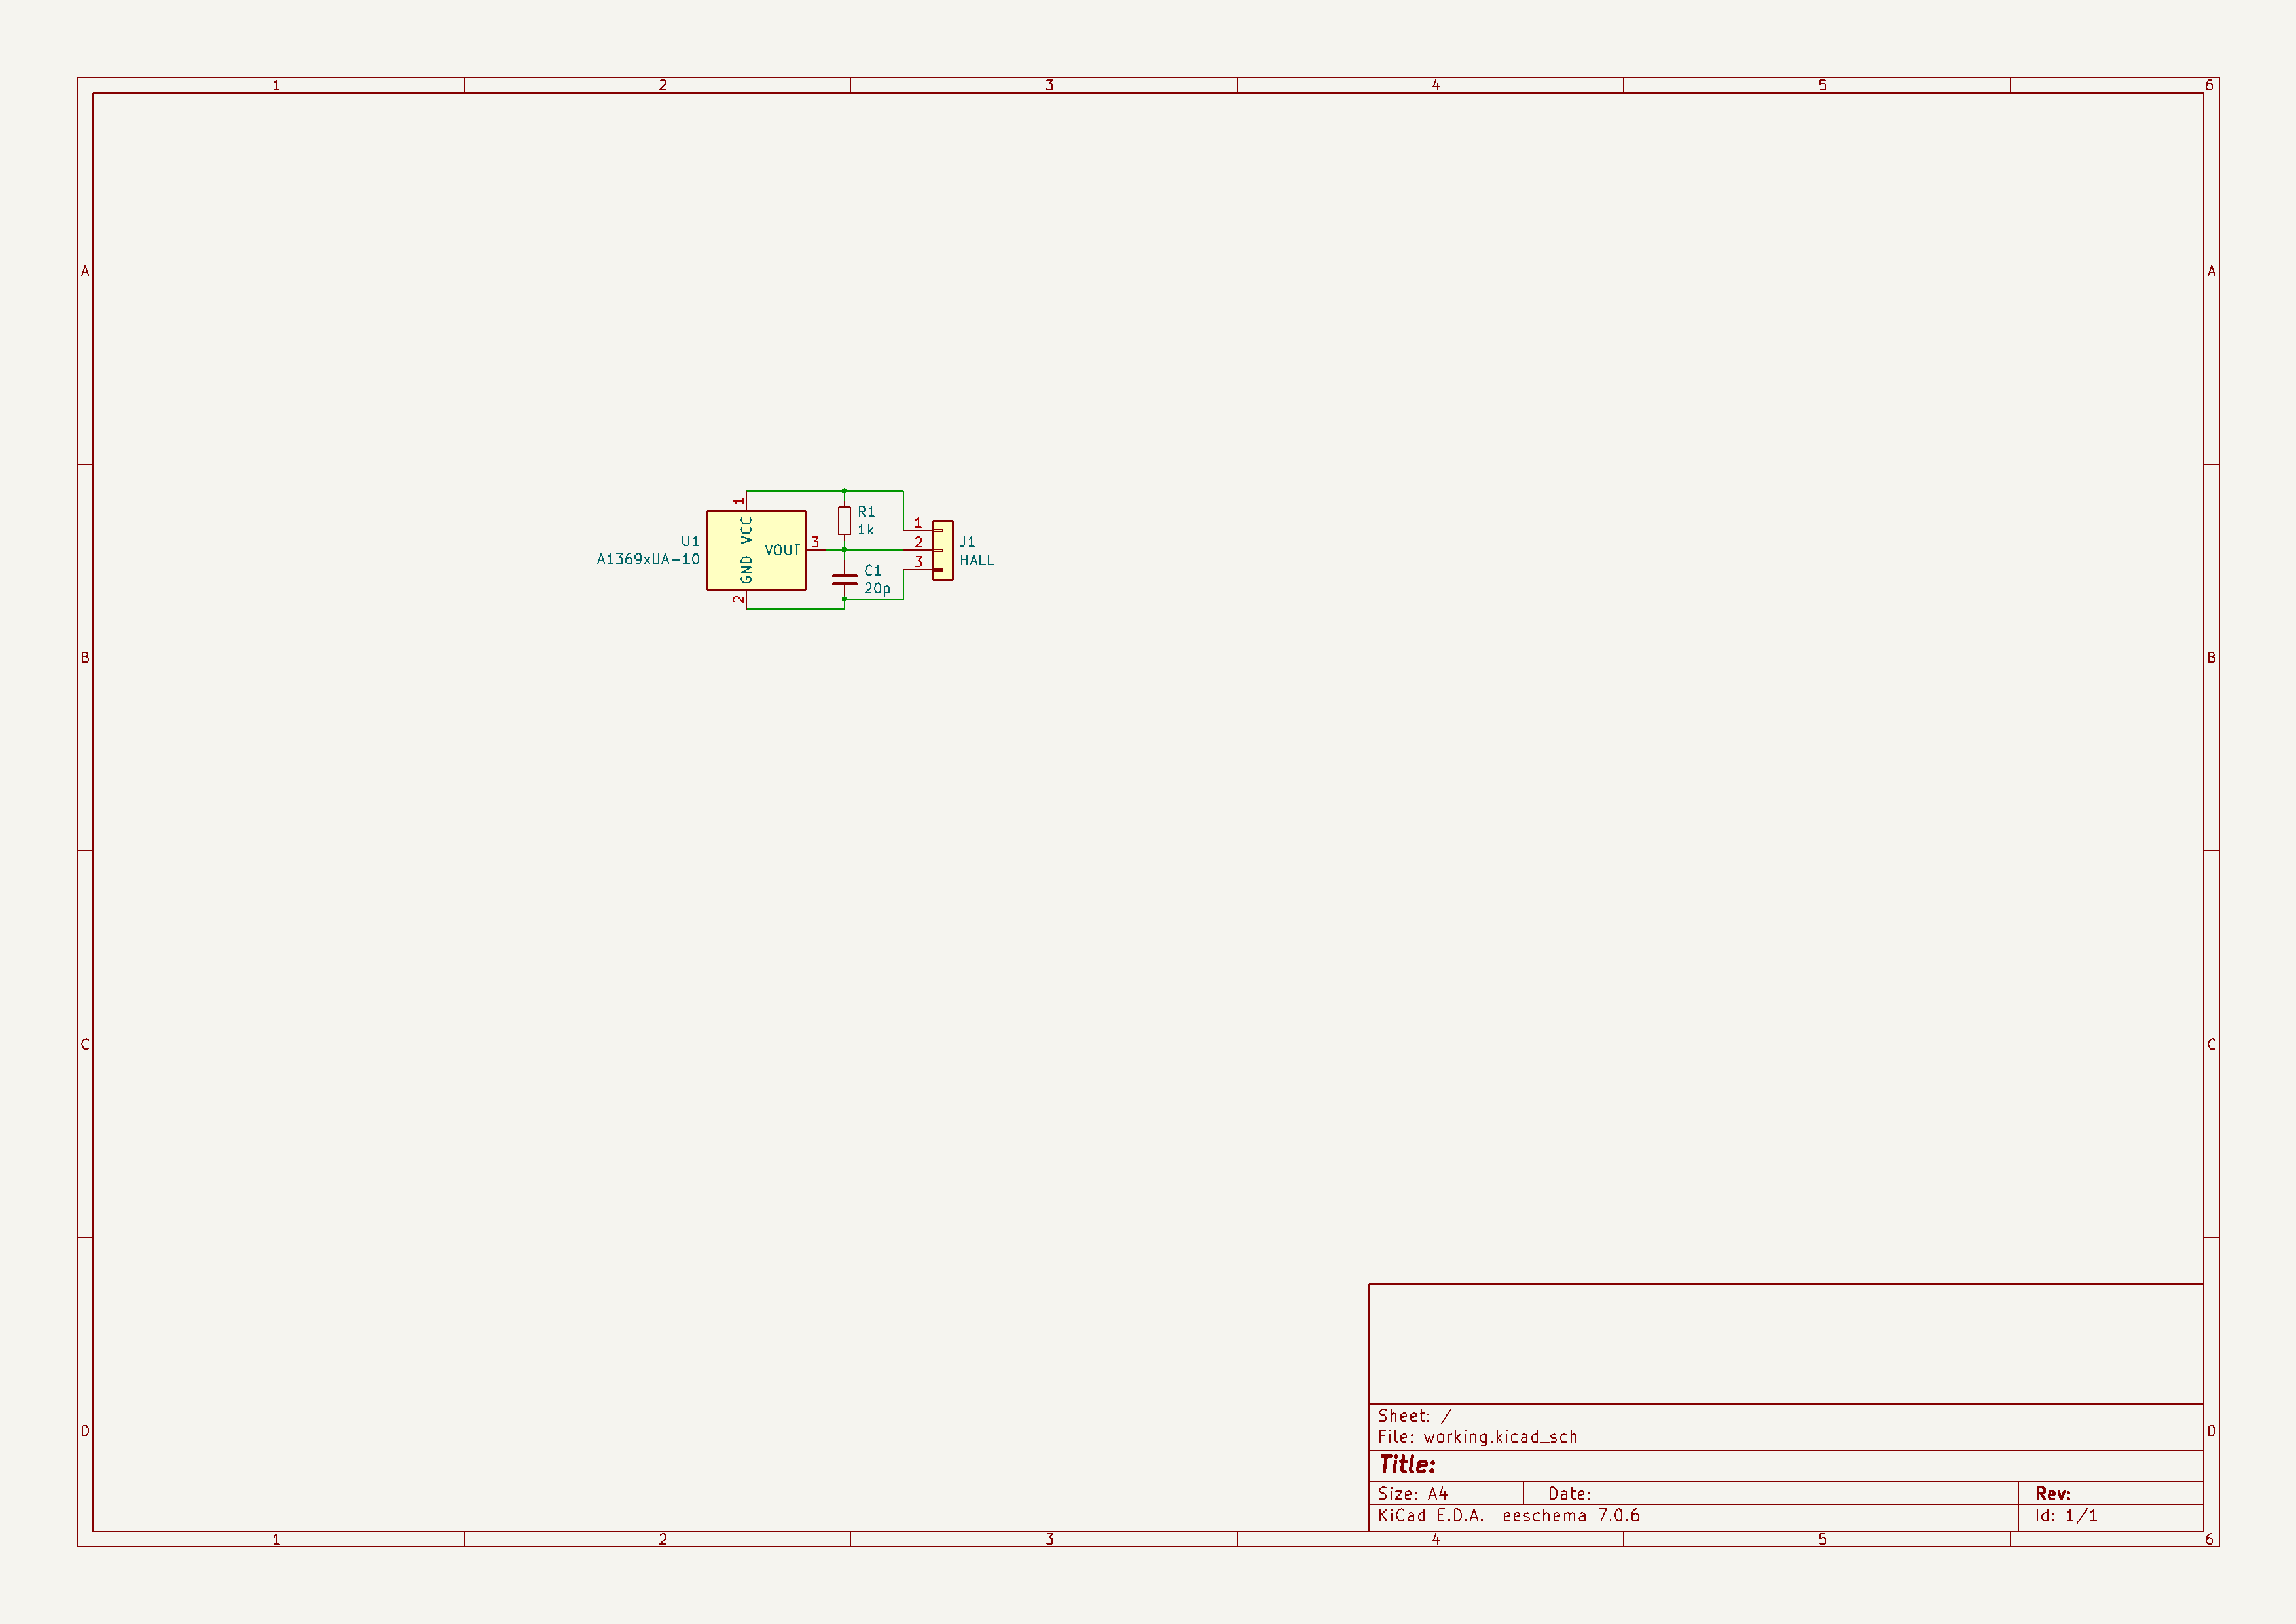 1 2 3 4 5 6
A A
1
R1
1k
1
U1
VCC
3
2
J1
A1369xUA-10
VOUT
HALL
GND
3
C1
20p
2
B B
C C
Sheet: /
File: working.kicad_sch
D D
Title:
Size: A4 Date: Rev:
KiCad E.D.A. eeschema 7.0.6 Id: 1/1
1 2 3 4 5 6